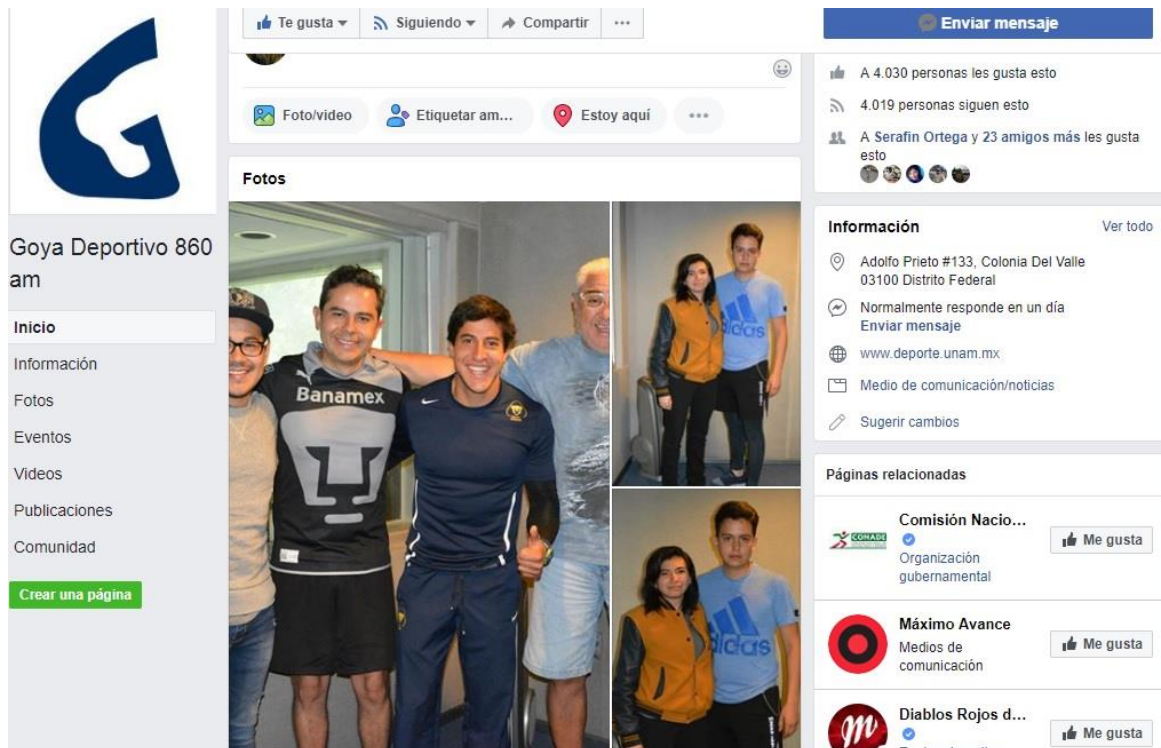 Te gusta
Siguiendo
Compartir
...
Enviar mensaje
Goya Deportivo 860
am
Inicio
Información
Fotos
Eventos
Videos
Publicaciones
Comunidad
Crear una página
Foto/video
Etiquetar am...
Estoy aquí
...
Fotos
Banamex
adidas
adidas
A 4.030 personas les gusta esto
4.019 personas siguen esto
A Serafin Ortega y 23 amigos más les gusta
esto
Información
Ver todo
Adolfo Prieto #133, Colonia Del Valle
03100 Distrito Federal
Normalmente responde en un día
Enviar mensaje
www.deporte.unam.mx
Medio de comunicación/noticias
Sugerir cambios
Páginas relacionadas
CONADE
Comisión Nacio...
Organización
gubernamental
Me gusta
Máximo Avance
Medios de
comunicación
Me gusta
Diablos Rojos d...
Me gusta